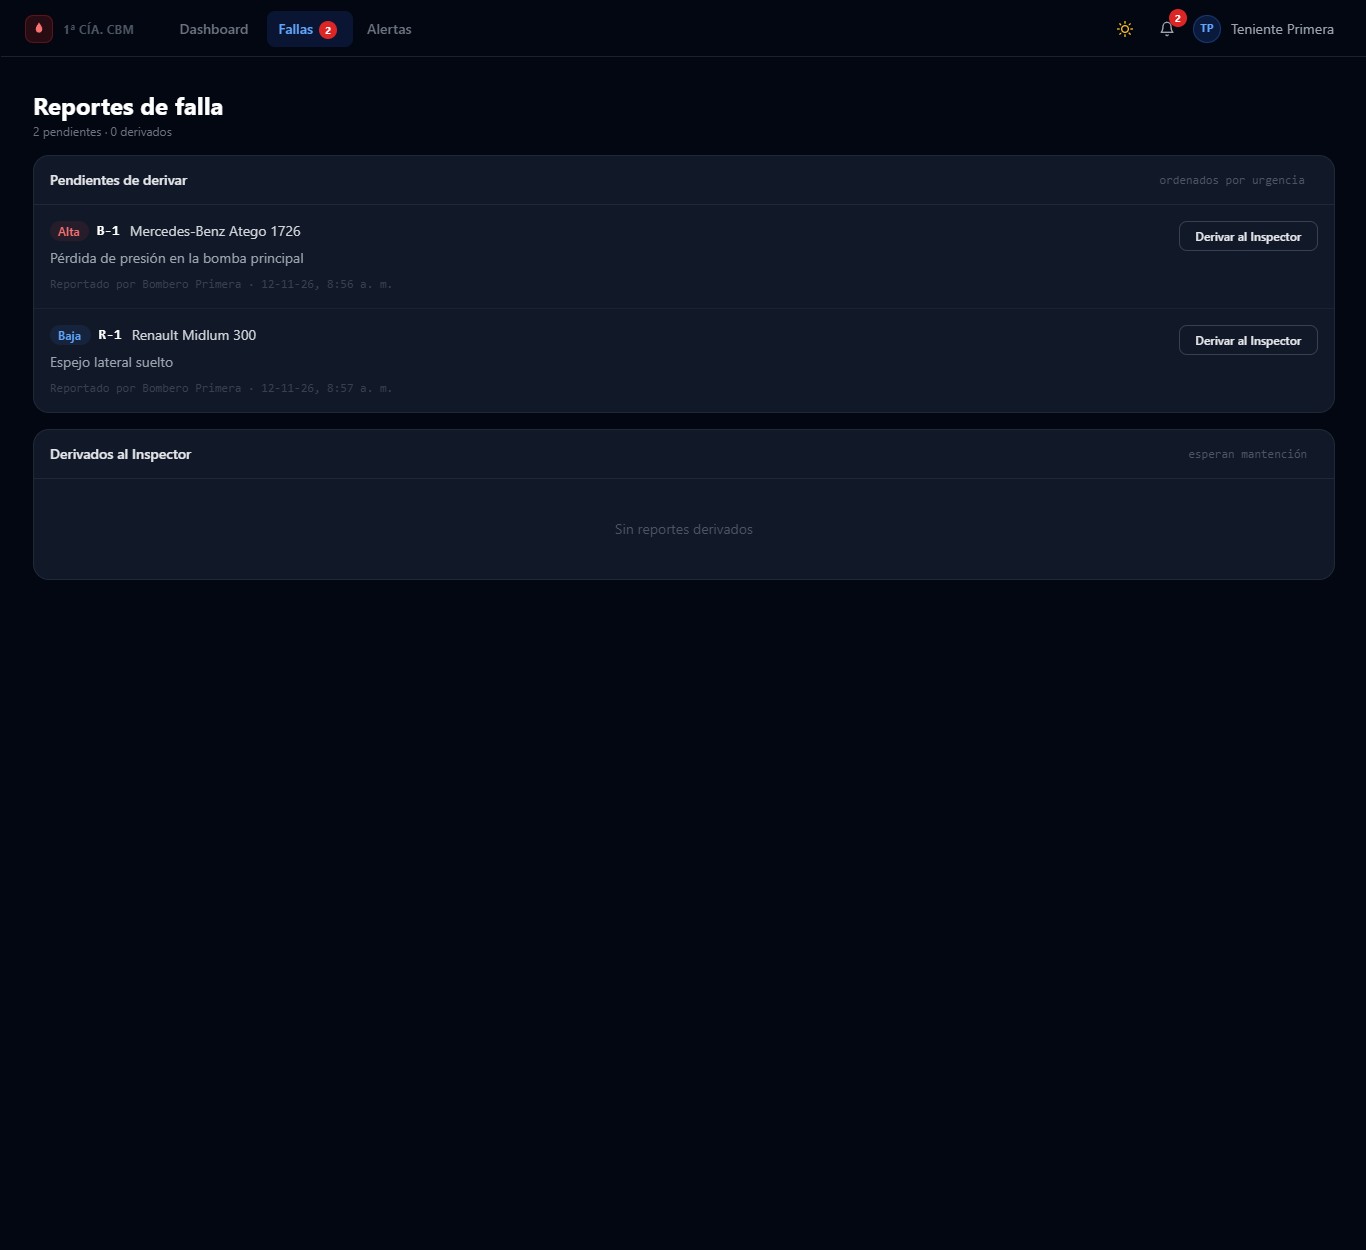 1ª CÍA. CBM Dashboard Fallas 2 Alertas 2 TP Teniente Primera
Reportes de falla
2 pendientes · 0 derivados
Pendientes de derivar ordenados por urgencia
Alta B-1 Mercedes-Benz Atego 1726 Derivar al Inspector
Pérdida de presión en la bomba principal
Reportado por Bombero Primera · 12-11-26, 8:56 a. m.
Baja R-1 Renault Midlum 300 Derivar al Inspector
Espejo lateral suelto
Reportado por Bombero Primera · 12-11-26, 8:57 a. m.
Derivados al Inspector esperan mantención
Sin reportes derivados